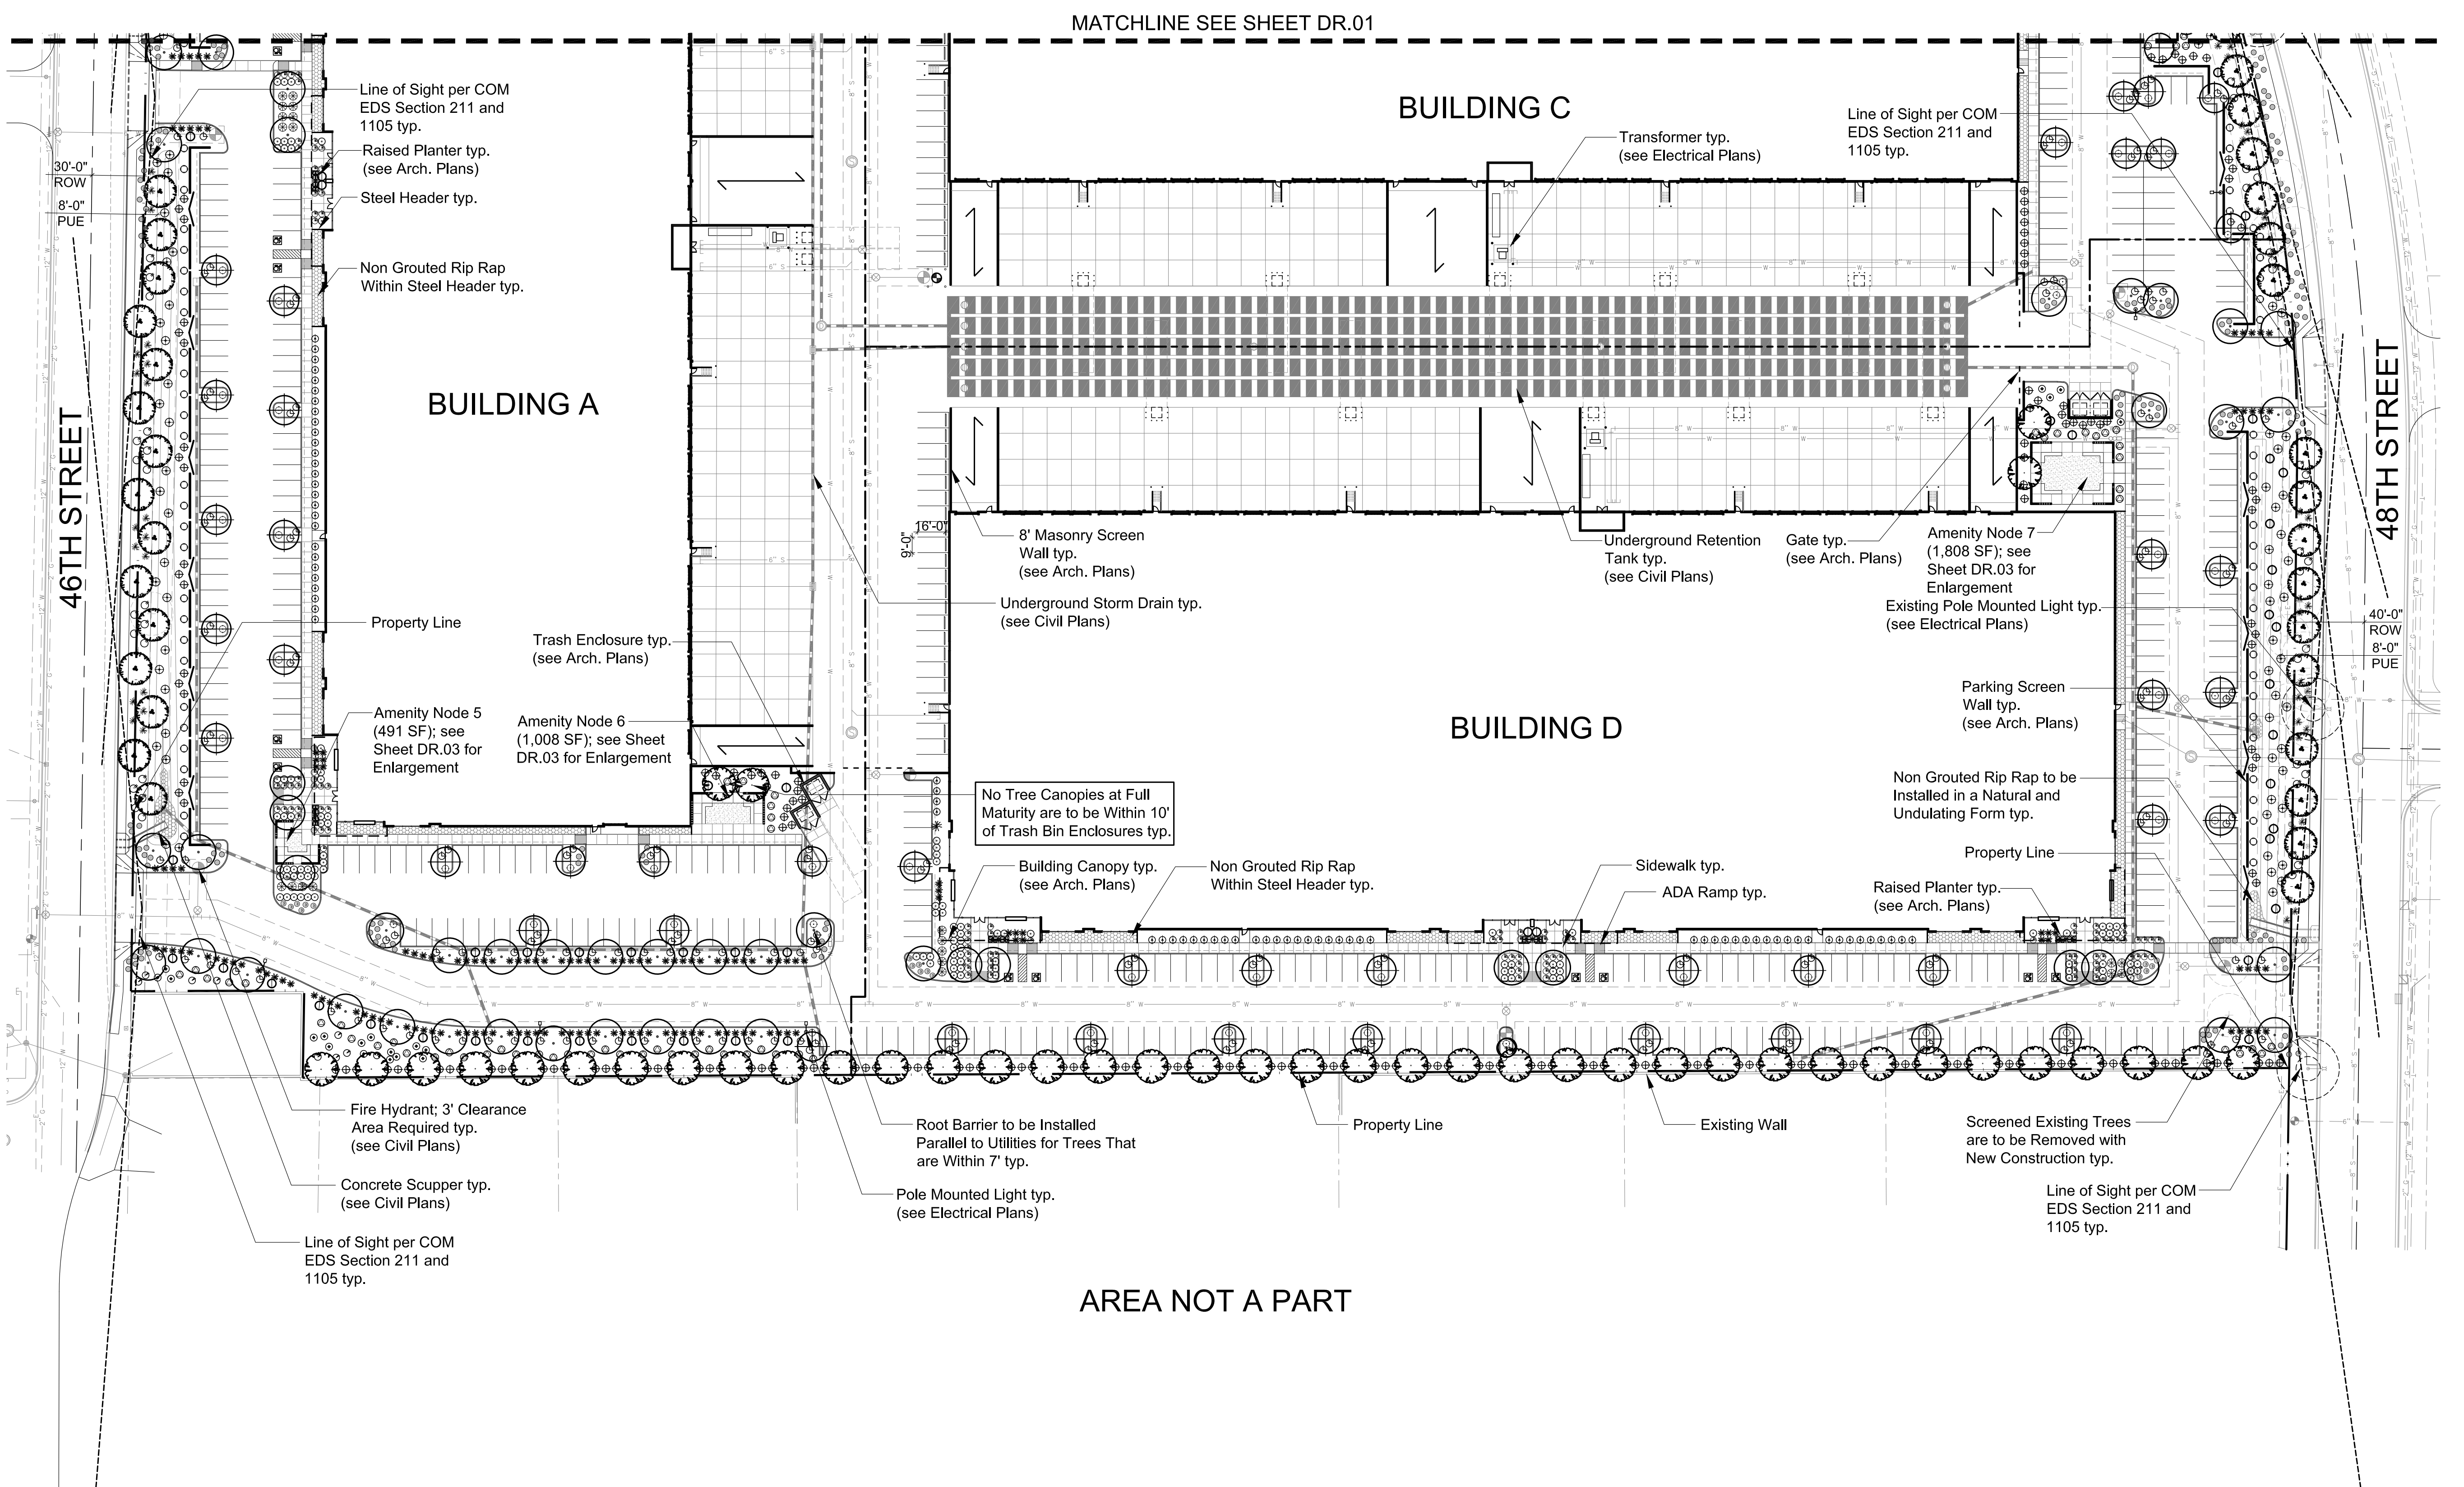 MATCHLINE SEE SHEET DR.01
Line of Sight per COM
EDS Section 211 and
1105 typ.
Raised Planter typ.
(see Arch. Plans)
Steel Header typ.
30'-0"
ROW
8'-0"
PUE
Non Grouted Rip Rap
Within Steel Header typ.
BUILDING A
46TH STREET
BUILDING C
Transformer typ.
(see Electrical Plans)
Line of Sight per COM
EDS Section 211 and
1105 typ.
48TH STREET
16'-0"
9'-0"
8' Masonry Screen
Wall typ.
(see Arch. Plans)
Underground Storm Drain typ.
(see Civil Plans)
Underground Retention
Tank typ.
(see Civil Plans)
Gate typ.
(see Arch. Plans)
Amenity Node 7
(1,808 SF); see
Sheet DR.03 for
Enlargement
Existing Pole Mounted Light typ.
(see Electrical Plans)
40'-0"
ROW
8'-0"
PUE
Property Line
Trash Enclosure typ.
(see Arch. Plans)
Amenity Node 5
(491 SF); see
Sheet DR.03 for
Enlargement
Amenity Node 6
(1,008 SF); see Sheet
DR.03 for Enlargement
BUILDING D
Parking Screen
Wall typ.
(see Arch. Plans)
Non Grouted Rip Rap to be
Installed in a Natural and
Undulating Form typ.
No Tree Canopies at Full
Maturity are to be Within 10'
of Trash Bin Enclosures typ.
Building Canopy typ.
(see Arch. Plans)
Non Grouted Rip Rap
Within Steel Header typ.
Sidewalk typ.
ADA Ramp typ.
Property Line
Raised Planter typ.
(see Arch. Plans)
Fire Hydrant; 3' Clearance
Area Required typ.
(see Civil Plans)
Concrete Scupper typ.
(see Civil Plans)
Line of Sight per COM
EDS Section 211 and
1105 typ.
Root Barrier to be Installed
Parallel to Utilities for Trees That
are Within 7' typ.
Pole Mounted Light typ.
(see Electrical Plans)
Property Line
Existing Wall
Screened Existing Trees
are to be Removed with
New Construction typ.
Line of Sight per COM
EDS Section 211 and
1105 typ.
AREA NOT A PART